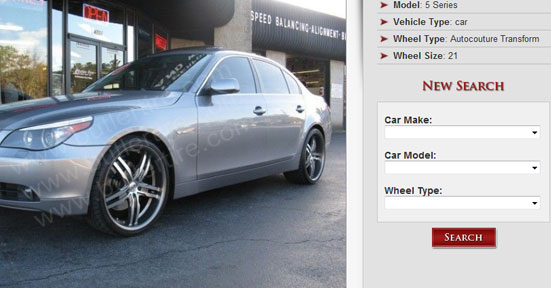 SPEED BALANCING-ALIGNMENT-B
Model: 5 Series
Vehicle Type: car
Wheel Type: Autocouture Transform
Wheel Size: 21
NEW SEARCH
Car Make:
Car Model:
Wheel Type:
SEARCH